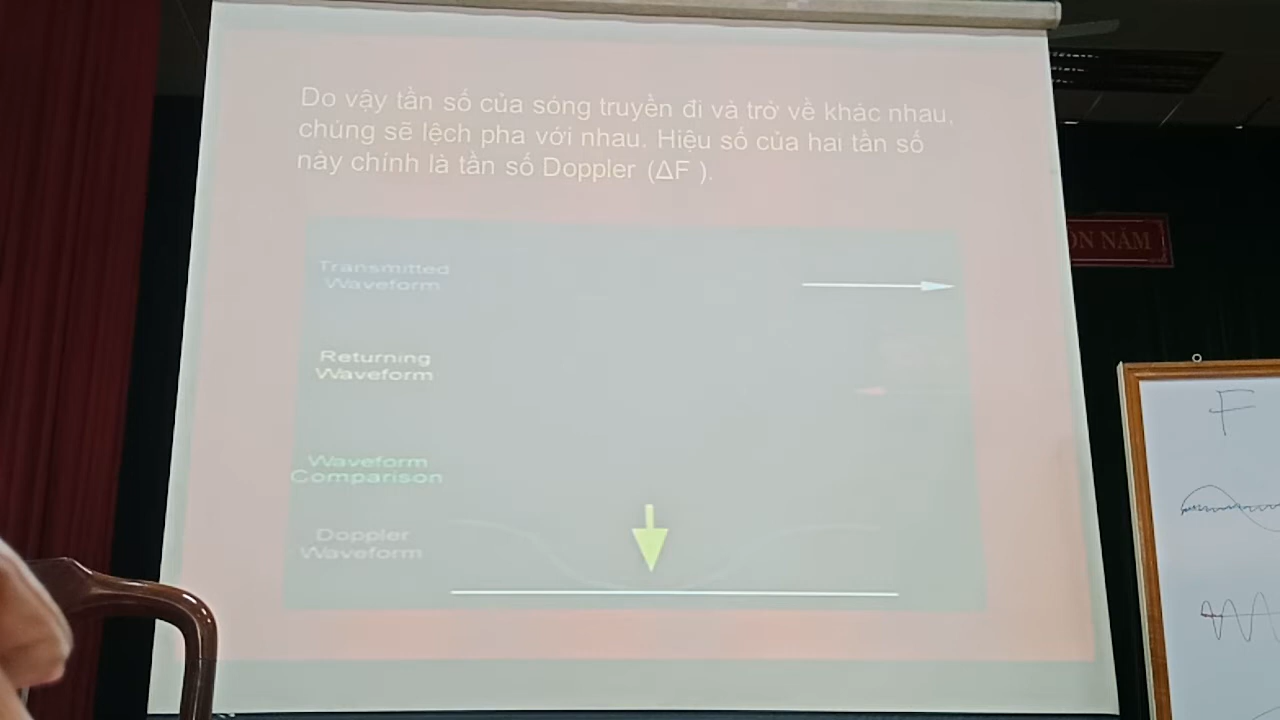 Do vậy tần số của sóng truyền đi và trở về khác nhau,
chúng sẽ lệch pha với nhau. Hiệu số của hai tần số
này chính là tần số Doppler (ΔF ).
Transmitted
Waveform
Returning
Waveform
Waveform
Comparison
Doppler
Waveform
ÔN NĂM
F